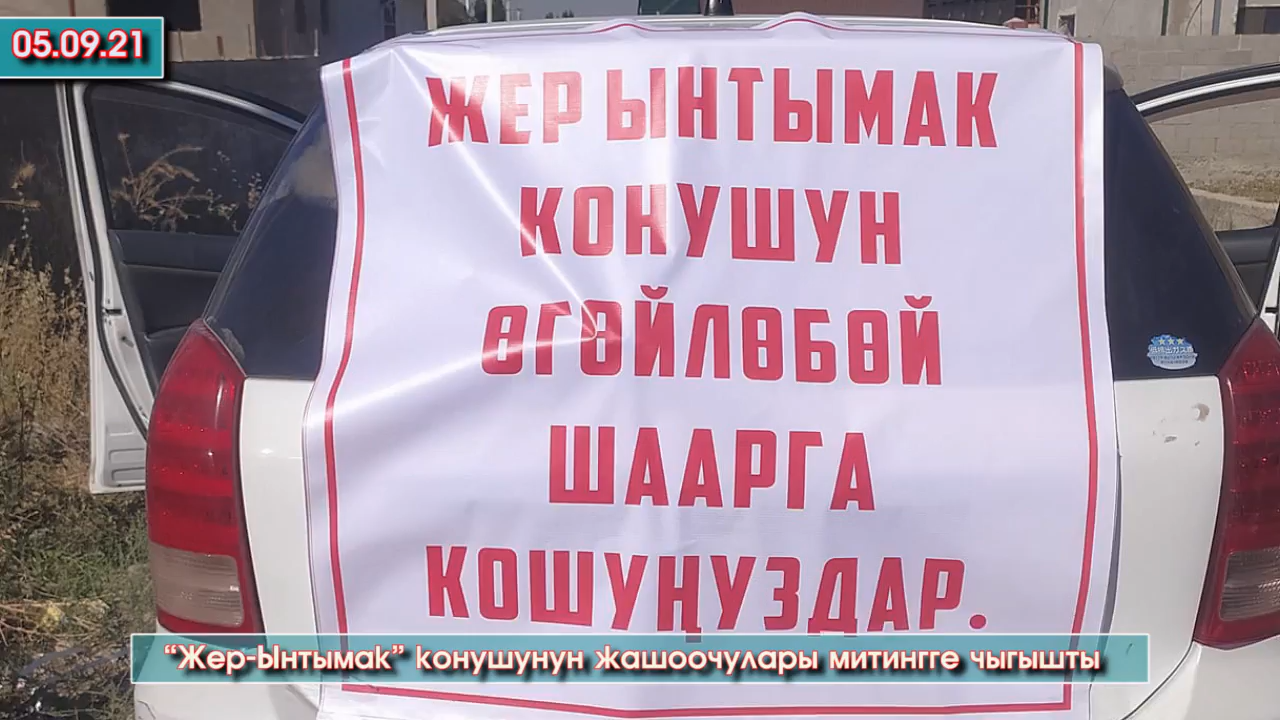 05.09.21
ЖЕР ЫНТЫМАК
КОНУШУН
ӨГӨЙЛӨБӨЙ
ШААРГА
КОШУҢУЗДАР.
“Жер-Ынтымак” конушунун жашоочулары митингге чыгышты